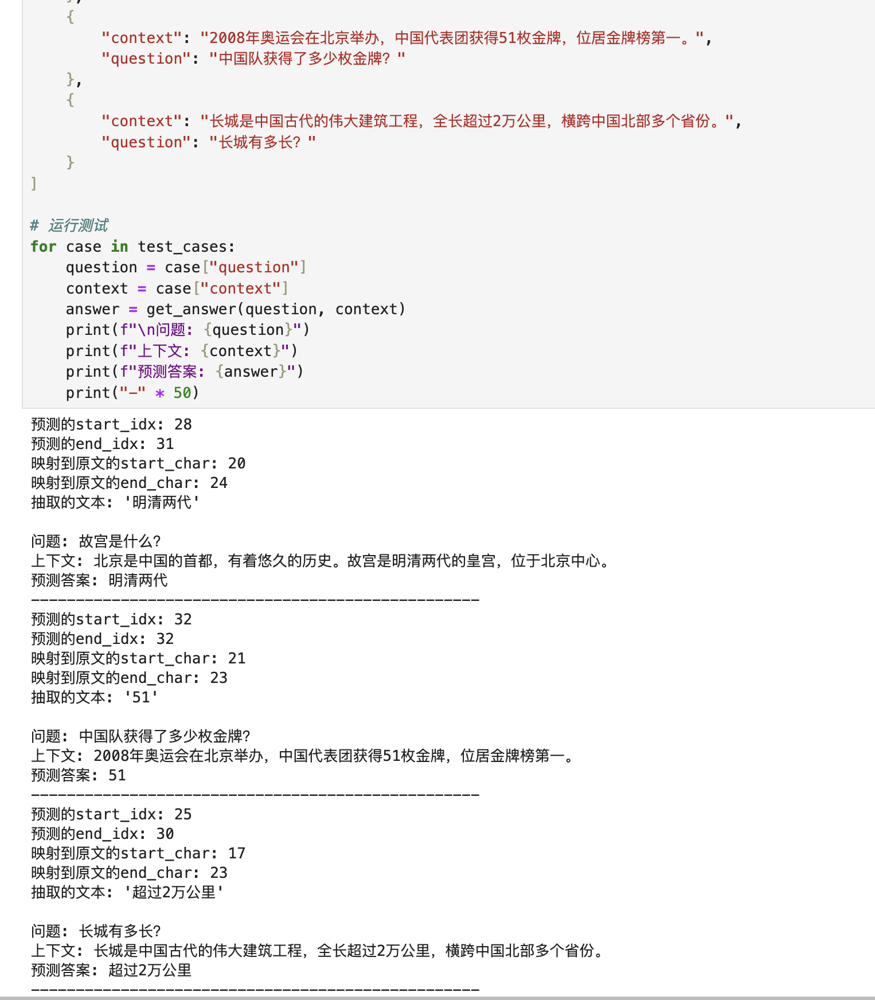 {
"context": "2008年奥运会在北京举办，中国代表团获得51枚金牌，位居金牌榜第一。",
"question": "中国队获得了多少枚金牌？"
},
{
"context": "长城是中国古代的伟大建筑工程，全长超过2万公里，横跨中国北部多个省份。",
"question": "长城有多长？"
}
]
# 运行测试
for case in test_cases:
question = case["question"]
context = case["context"]
answer = get_answer(question, context)
print(f"\n问题: {question}")
print(f"上下文: {context}")
print(f"预测答案: {answer}")
print("-" * 50)
预测的start_idx: 28
预测的end_idx: 31
映射到原文的start_char: 20
映射到原文的end_char: 24
抽取的文本: '明清两代'
问题: 故宫是什么？
上下文: 北京是中国的首都，有着悠久的历史。故宫是明清两代的皇宫，位于北京中心。
预测答案: 明清两代
--------------------------------------------------
预测的start_idx: 32
预测的end_idx: 32
映射到原文的start_char: 21
映射到原文的end_char: 23
抽取的文本: '51'
问题: 中国队获得了多少枚金牌？
上下文: 2008年奥运会在北京举办，中国代表团获得51枚金牌，位居金牌榜第一。
预测答案: 51
--------------------------------------------------
预测的start_idx: 25
预测的end_idx: 30
映射到原文的start_char: 17
映射到原文的end_char: 23
抽取的文本: '超过2万公里'
问题: 长城有多长？
上下文: 长城是中国古代的伟大建筑工程，全长超过2万公里，横跨中国北部多个省份。
预测答案: 超过2万公里
--------------------------------------------------